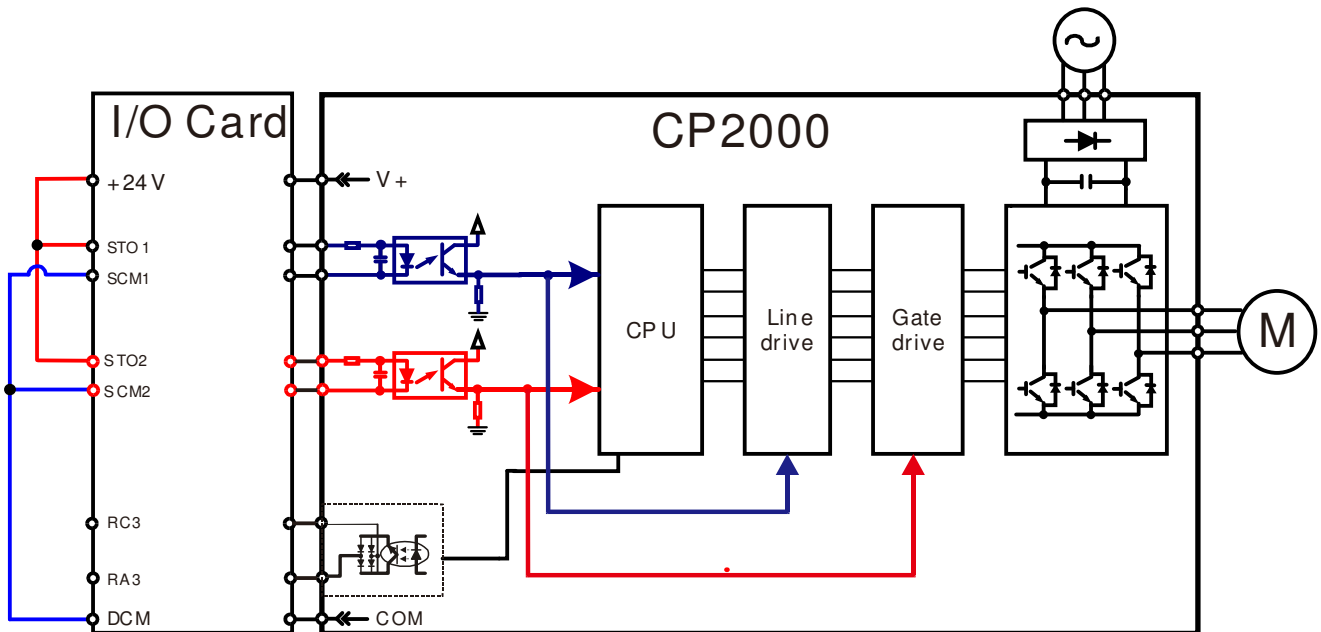 I/O Card
CP2000
+24V
V+
STO1
SCM1
CPU
Line
drive
Gate
drive
M
STO2
SCM2
RC3
RA3
DCM
COM